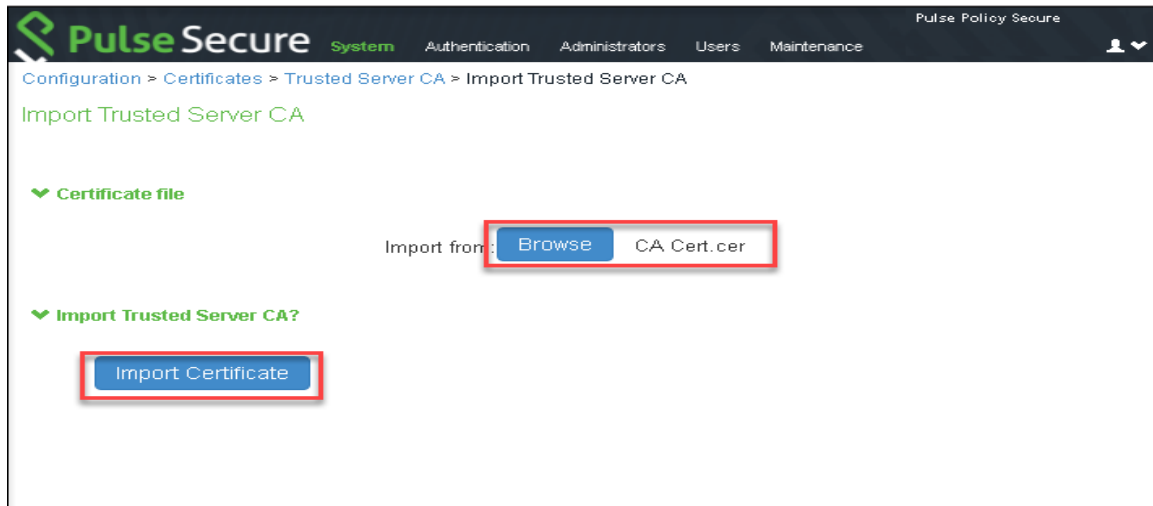 Pulse Policy Secure
Pulse Secure System Authentication Administrators Users Maintenance
Configuration > Certificates > Trusted Server CA > Import Trusted Server CA
Import Trusted Server CA
Certificate file
Import from: Browse CA Cert.cer
Import Trusted Server CA?
Import Certificate